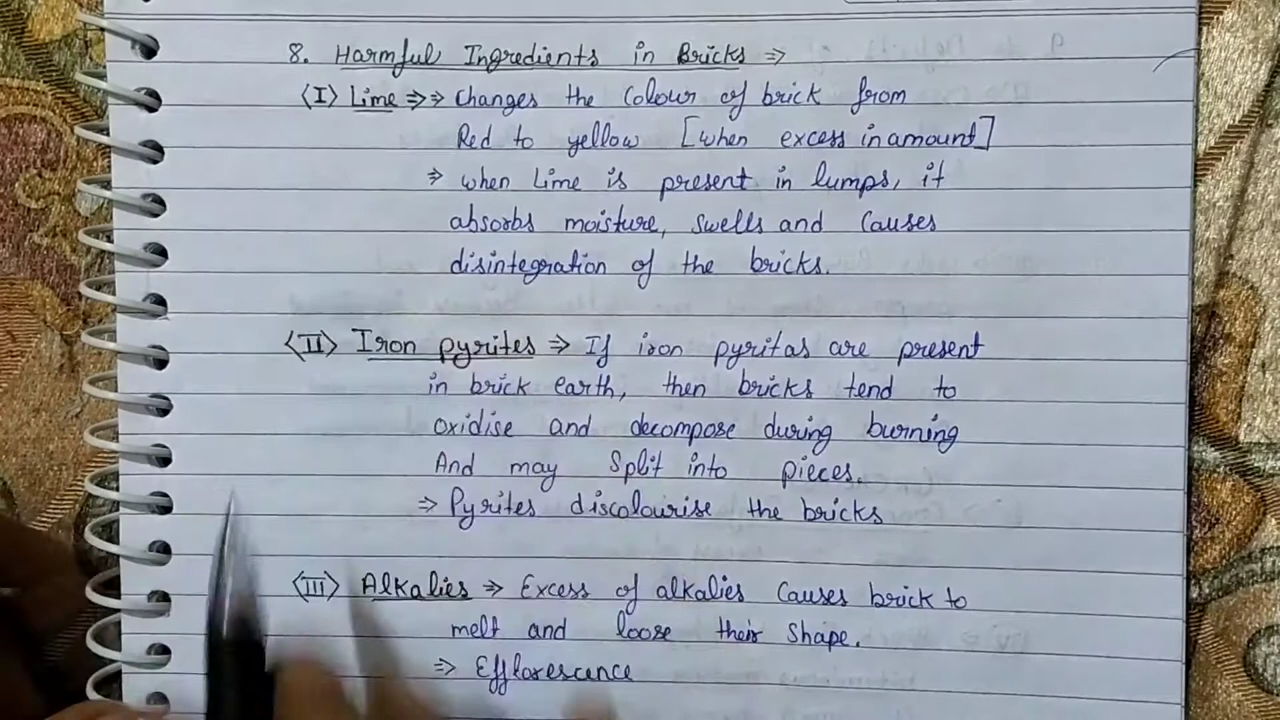 8. Harmful Ingredients in Bricks ⇒
(I) Lime ⇒⇒ Changes the Colour of brick from
Red to yellow [when excess in amount]
⇒ when Lime is present in lumps, it
absorbs moisture, swells and Causes
disintegration of the bricks.
(II) Iron pyrites ⇒ If iron pyritas are present
in brick earth, then bricks tend to
oxidise and decompose during burning
And may Split into pieces.
⇒ Pyrites discolourise the bricks
(III) Alkalies ⇒ Excess of alkalies Causes brick to
melt and loose their Shape.
⇒ Efflorescence